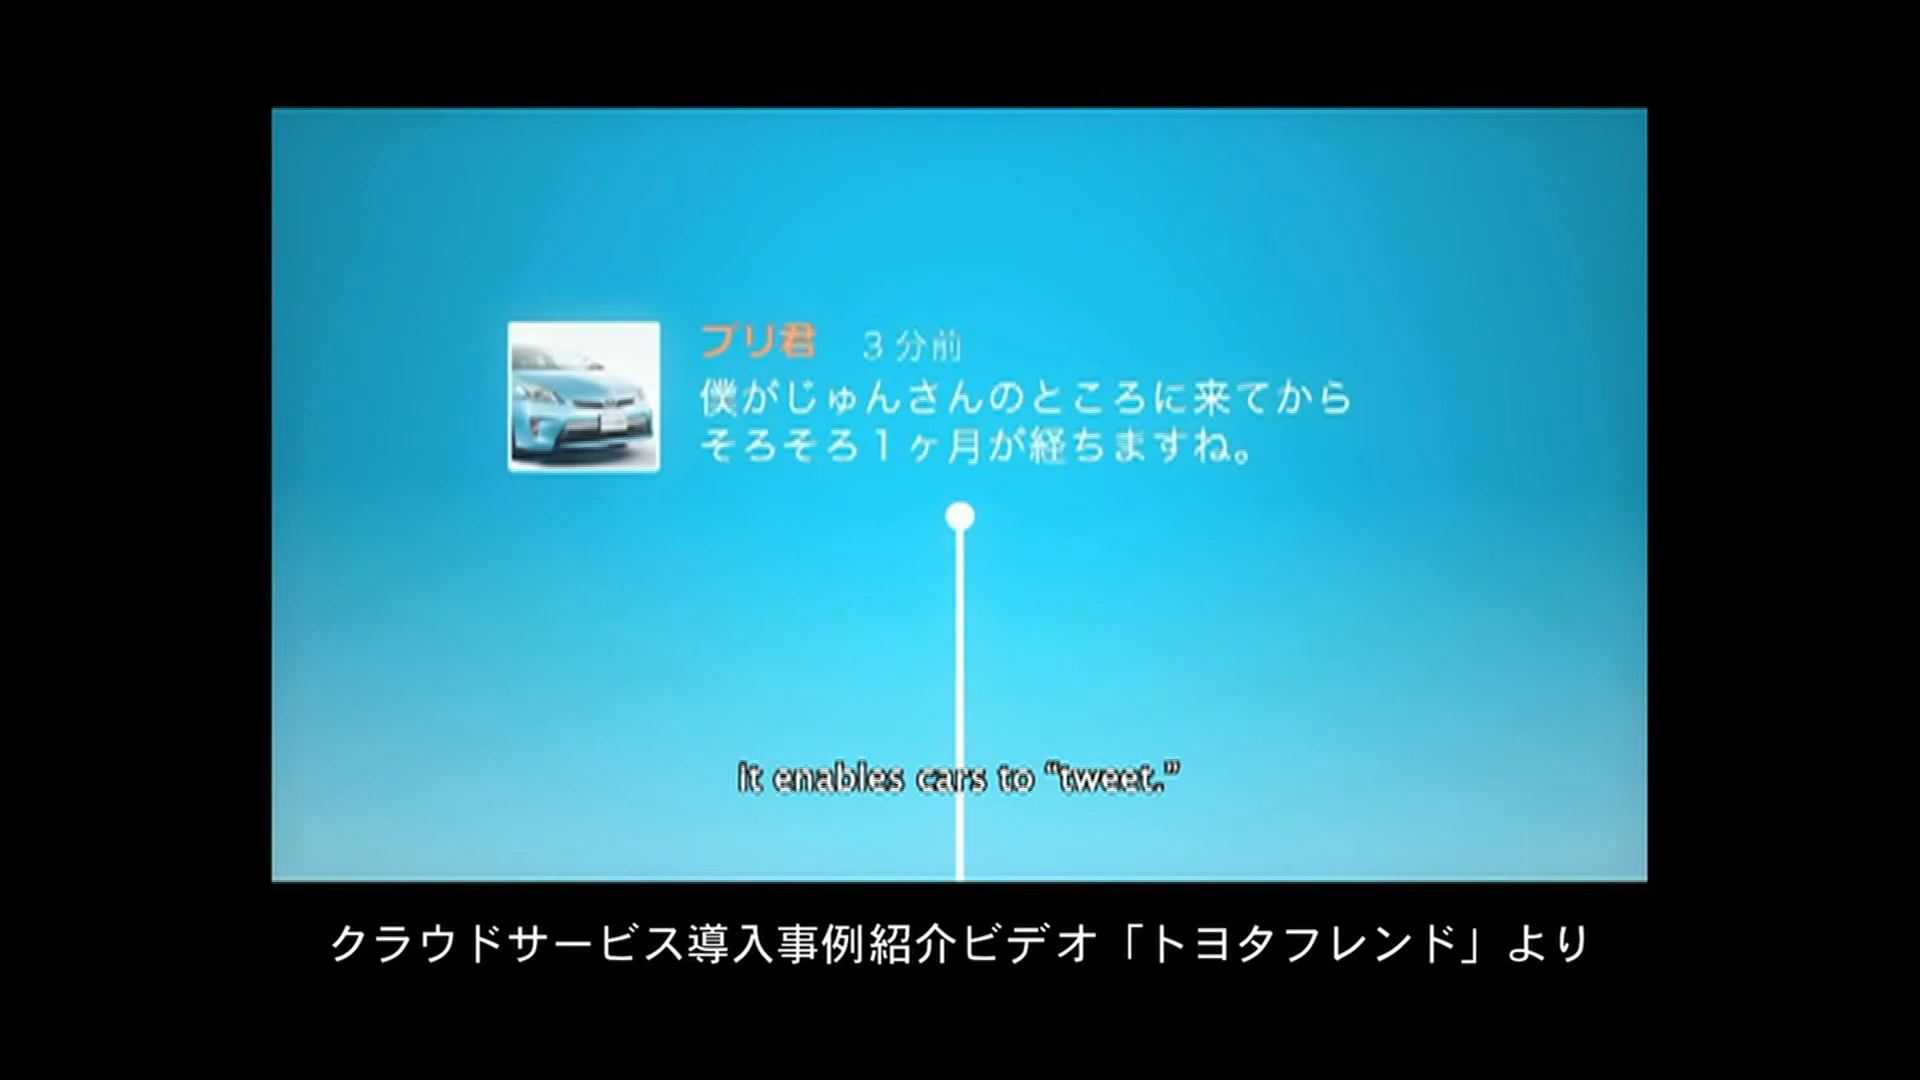 プリ君 3分前
僕がじゅんさんのところに来てから
そろそろ1ヶ月が経ちますね。
It enables cars to “tweet.”
クラウドサービス導入事例紹介ビデオ「トヨタフレンド」より